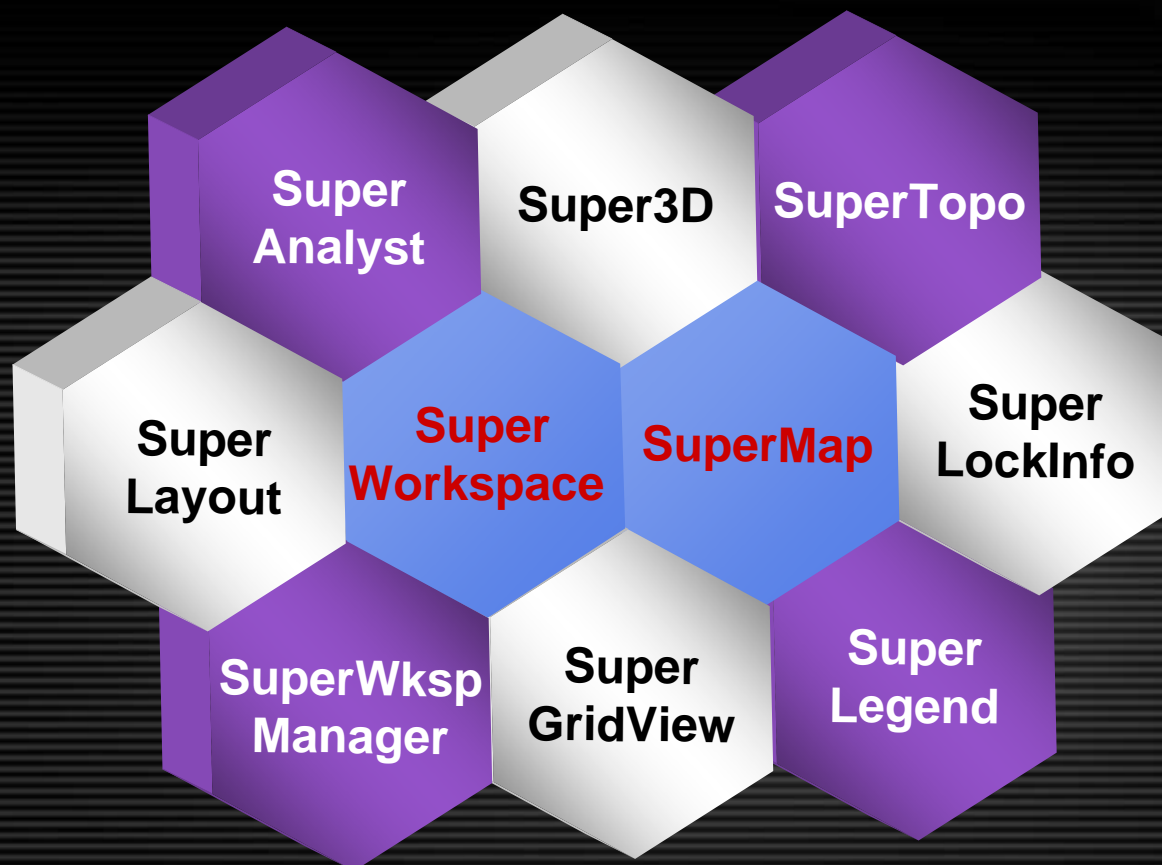 Super
Analyst
Super3D
SuperTopo
Super
Layout
Super
Workspace
SuperMap
Super
LockInfo
SuperWksp
Manager
Super
GridView
Super
Legend